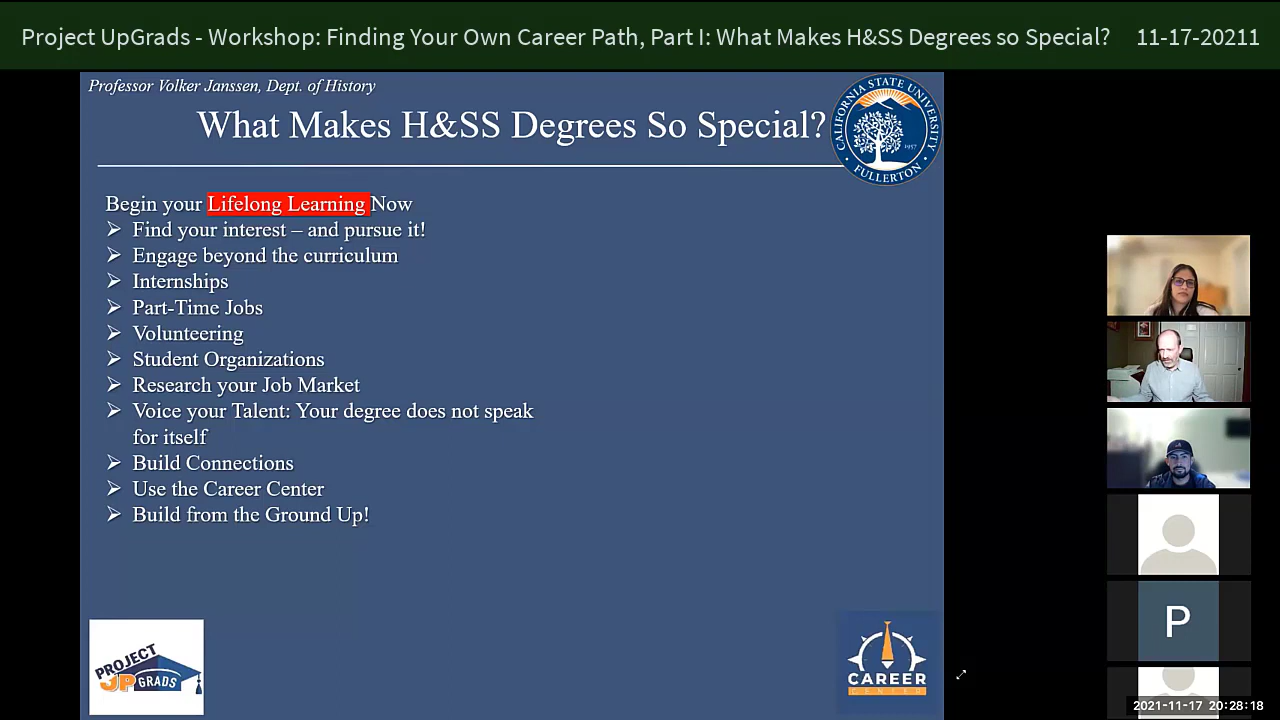 Project UpGrads - Workshop: Finding Your Own Career Path, Part I: What Makes H&SS Degrees so Special? 11-17-20211
Professor Volker Janssen, Dept. of History
What Makes H&SS Degrees So Special?
CALIFORNIA STATE UNIVERSITY
1957
FULLERTON
Begin your Lifelong Learning Now
➢ Find your interest – and pursue it!
➢ Engage beyond the curriculum
➢ Internships
➢ Part-Time Jobs
➢ Volunteering
➢ Student Organizations
➢ Research your Job Market
➢ Voice your Talent: Your degree does not speak
for itself
➢ Build Connections
➢ Use the Career Center
➢ Build from the Ground Up!
P
PROJECT
UPGRADS
CAREER
CENTER
2021-11-17 20:28:18